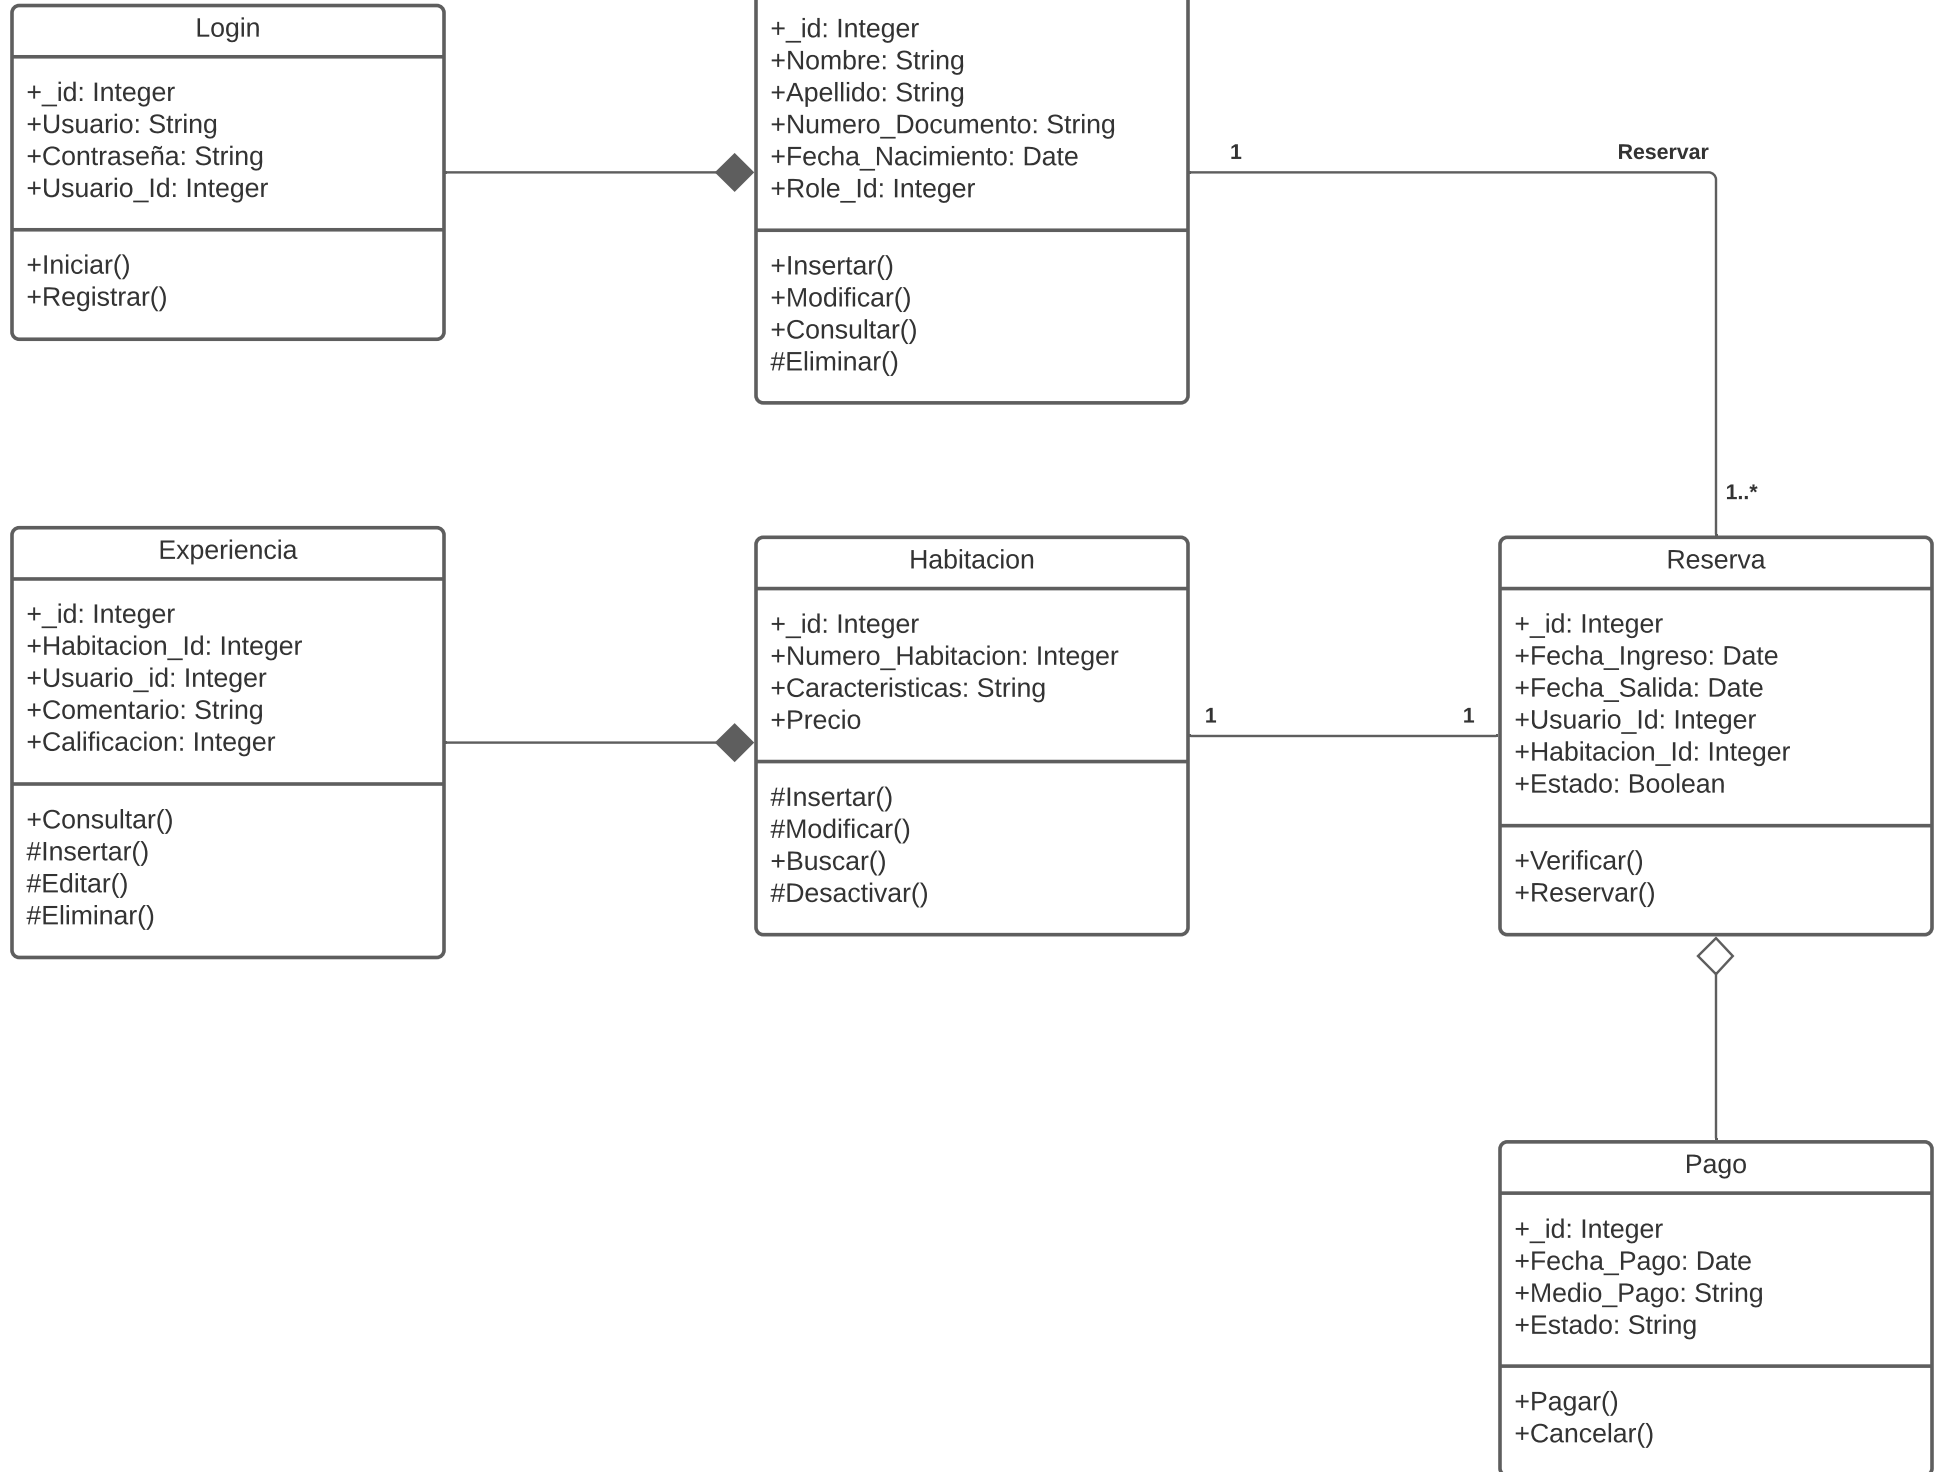 Login
+_id: Integer
+Usuario: String
+Contraseña: String
+Usuario_Id: Integer
+Iniciar()
+Registrar()
+_id: Integer
+Nombre: String
+Apellido: String
+Numero_Documento: String
+Fecha_Nacimiento: Date
+Role_Id: Integer
+Insertar()
+Modificar()
+Consultar()
#Eliminar()
1
Reservar
1..*
Experiencia
+_id: Integer
+Habitacion_Id: Integer
+Usuario_id: Integer
+Comentario: String
+Calificacion: Integer
+Consultar()
#Insertar()
#Editar()
#Eliminar()
Habitacion
+_id: Integer
+Numero_Habitacion: Integer
+Caracteristicas: String
+Precio
#Insertar()
#Modificar()
+Buscar()
#Desactivar()
1
1
Reserva
+_id: Integer
+Fecha_Ingreso: Date
+Fecha_Salida: Date
+Usuario_Id: Integer
+Habitacion_Id: Integer
+Estado: Boolean
+Verificar()
+Reservar()
Pago
+_id: Integer
+Fecha_Pago: Date
+Medio_Pago: String
+Estado: String
+Pagar()
+Cancelar()